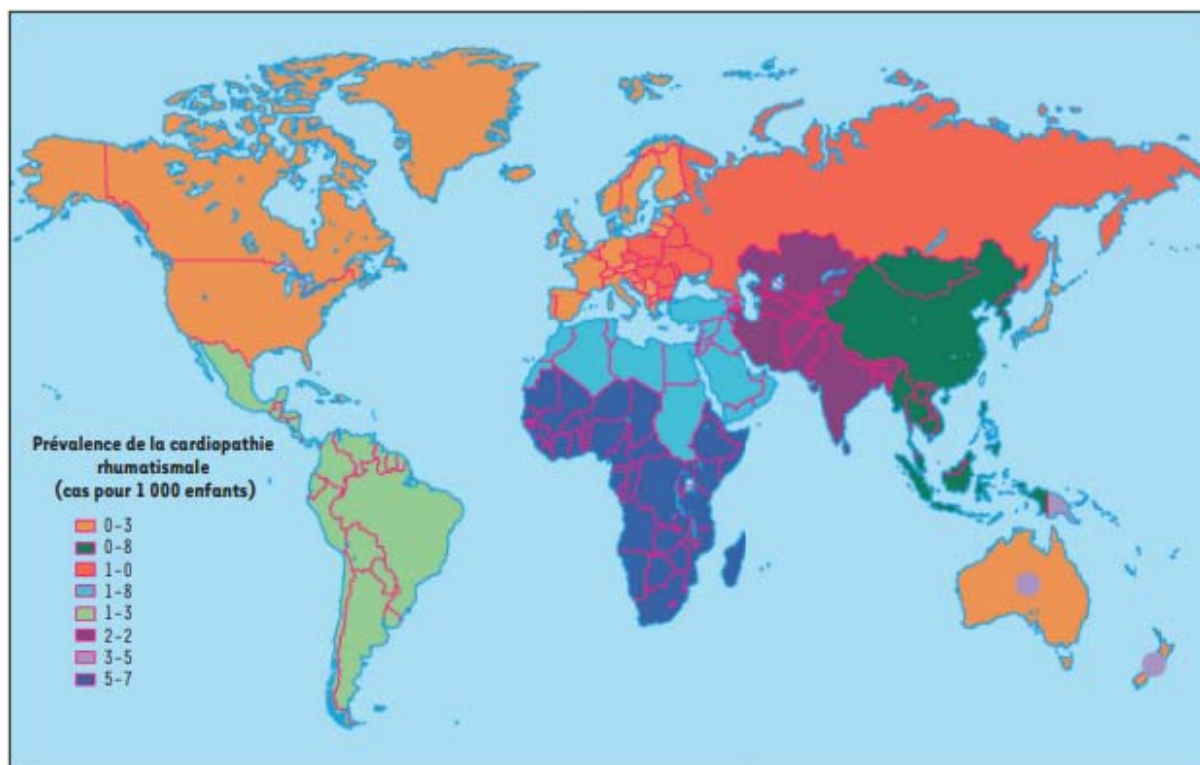 Prévalence de la cardiopathie
rhumatismale
(cas pour 1 000 enfants)
0-3
0-8
1-0
1-8
1-3
2-2
3-5
5-7